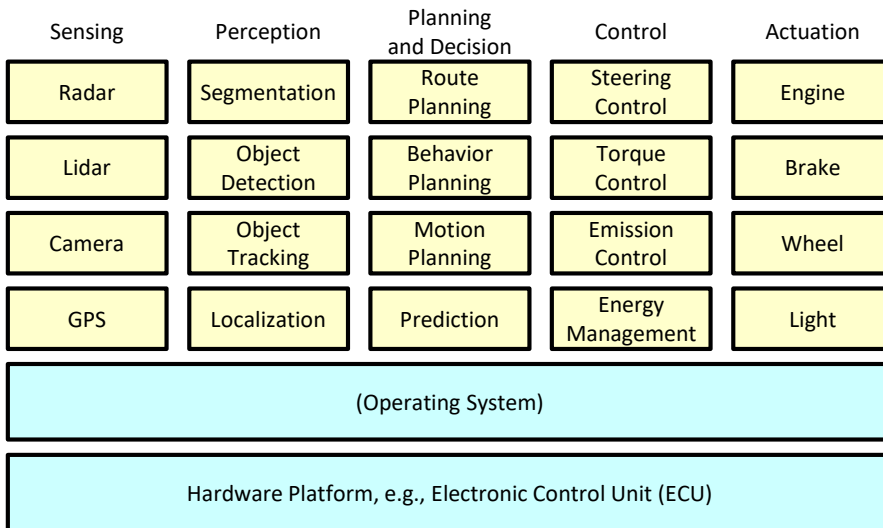 Sensing
Perception
Planning
and Decision
Control
Actuation
Radar
Segmentation
Route
Planning
Steering
Control
Engine
Lidar
Object
Detection
Behavior
Planning
Torque
Control
Brake
Camera
Object
Tracking
Motion
Planning
Emission
Control
Wheel
GPS
Localization
Prediction
Energy
Management
Light
(Operating System)
Hardware Platform, e.g., Electronic Control Unit (ECU)